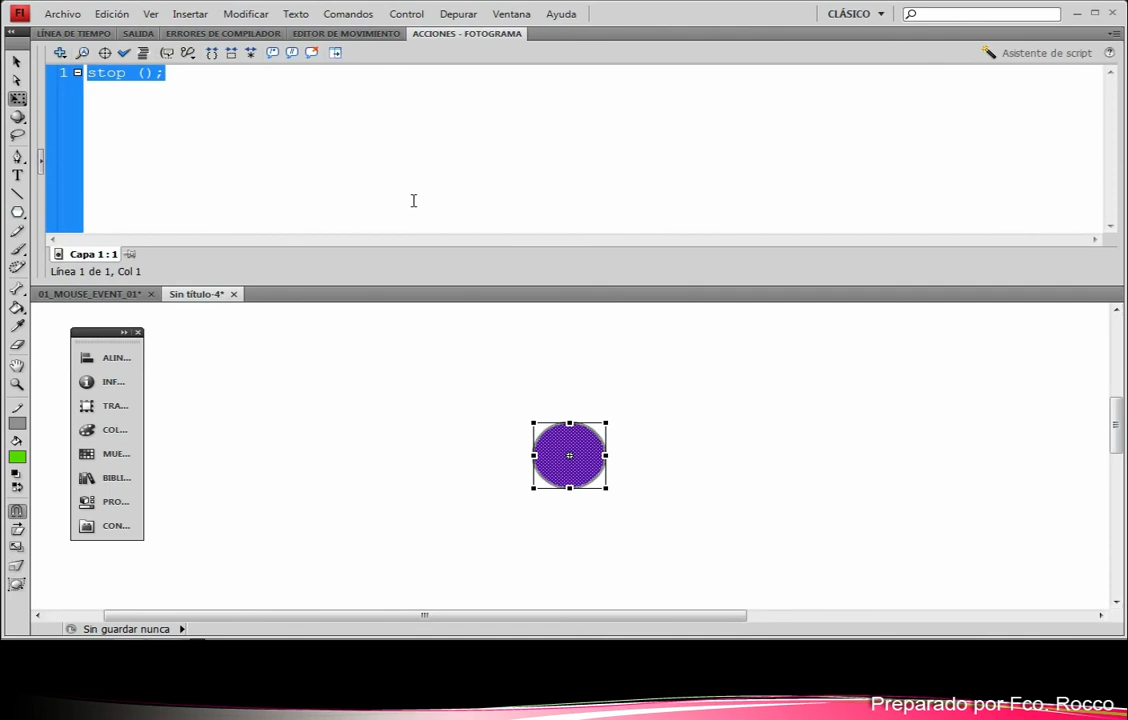 Fl Archivo Edición Ver Insertar Modificar Texto Comandos Control Depurar Ventana Ayuda CLÁSICO
LÍNEA DE TIEMPO SALIDA ERRORES DE COMPILADOR EDITOR DE MOVIMIENTO ACCIONES - FOTOGRAMA
Asistente de script
1 stop ();
Capa 1 : 1
Línea 1 de 1, Col 1
01_MOUSE_EVENT_01* Sin título-4*
ALIN...
INF...
TRA...
COL...
MUE...
BIBLI...
PRO...
CON...
Sin guardar nunca
Preparado por Fco. Rocco